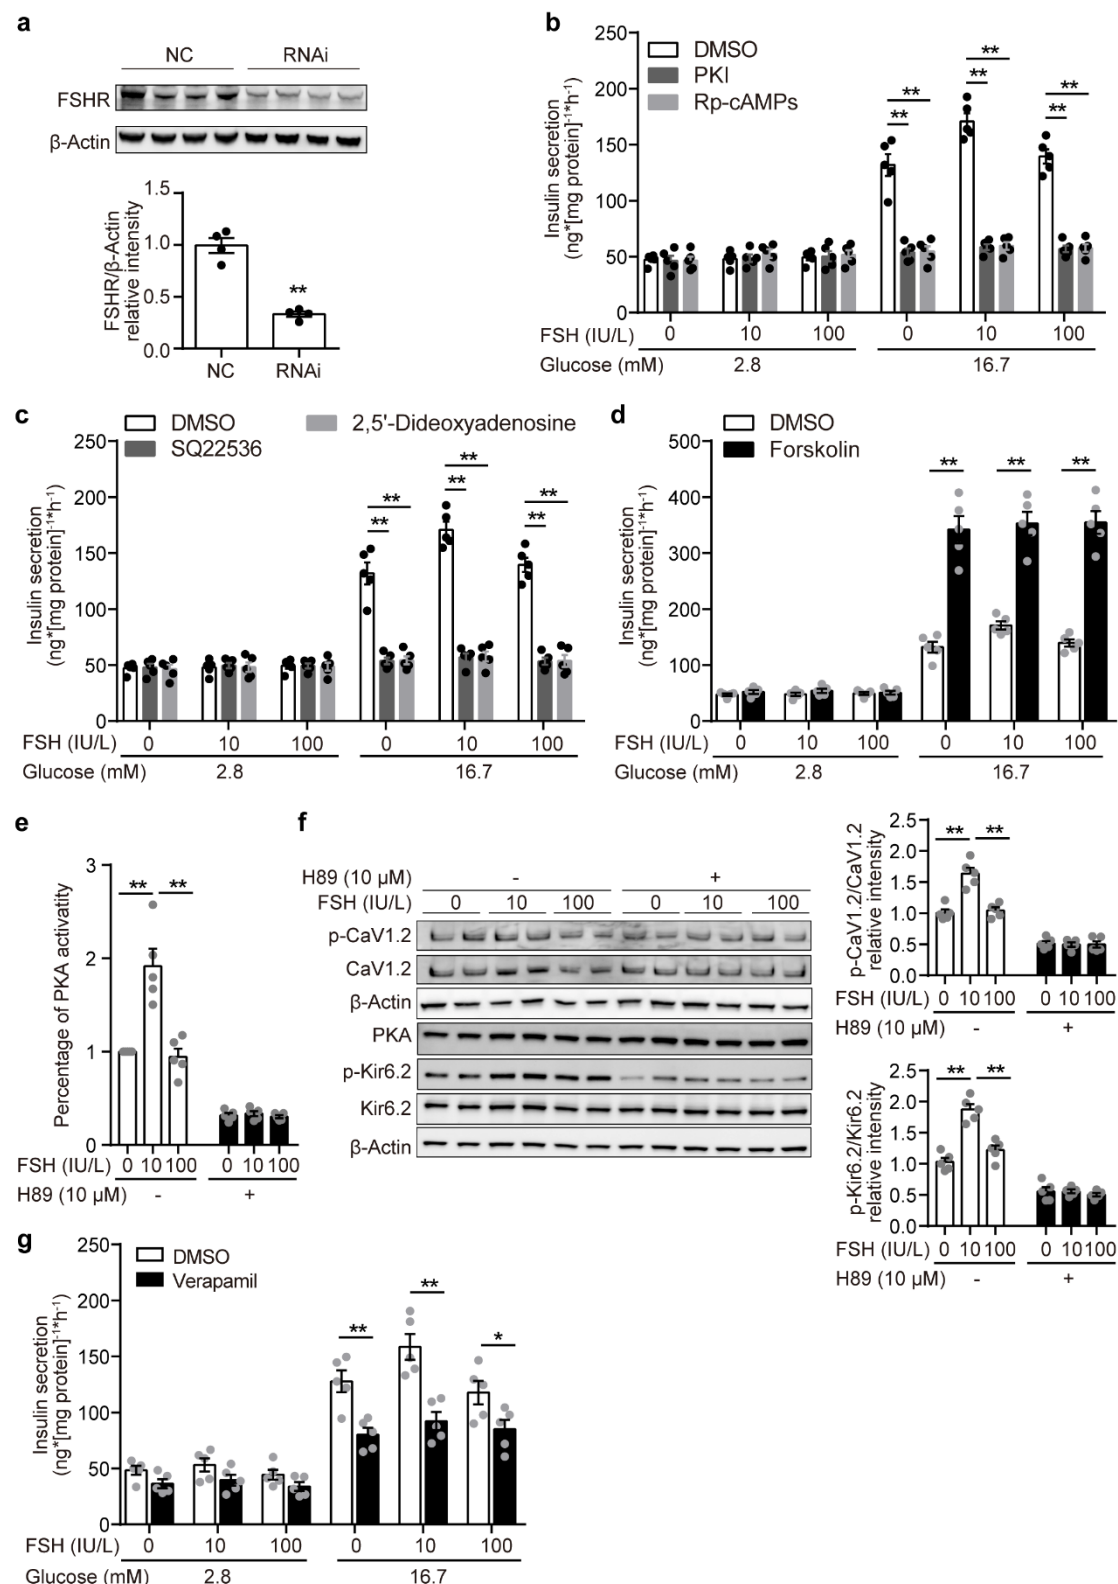 a
NC RNAi
FSHR
β-Actin
FSHR/β-Actin
relative intensity
1.5
1.0
0.5
0.0
**
NC RNAi
b
DMSO
PKI
Rp-cAMPs
Insulin secretion
(ng*[mg protein]⁻¹*h⁻¹)
250
200
150
100
50
0
** ** ** ** ** **
FSH (IU/L) 0 10 100 0 10 100
Glucose (mM) 2.8 16.7
c
DMSO 2,5'-Dideoxyadenosine
SQ22536
Insulin secretion
(ng*[mg protein]⁻¹*h⁻¹)
250
200
150
100
50
0
** ** ** ** ** **
FSH (IU/L) 0 10 100 0 10 100
Glucose (mM) 2.8 16.7
d
DMSO
Forskolin
Insulin secretion
(ng*[mg protein]⁻¹*h⁻¹)
500
400
300
200
100
0
** ** **
FSH (IU/L) 0 10 100 0 10 100
Glucose (mM) 2.8 16.7
e
Percentage of PKA activatity
3
2
1
0
** **
FSH (IU/L) 0 10 100 0 10 100
H89 (10 µM) - +
f
H89 (10 µM) - +
FSH (IU/L) 0 10 100 0 10 100
p-CaV1.2
CaV1.2
β-Actin
PKA
p-Kir6.2
Kir6.2
β-Actin
p-CaV1.2/CaV1.2
relative intensity
2.5
2.0
1.5
1.0
0.5
0.0
** **
FSH (IU/L) 0 10 100 0 10 100
H89 (10 µM) - +
p-Kir6.2/Kir6.2
relative intensity
2.5
2.0
1.5
1.0
0.5
0.0
** **
FSH (IU/L) 0 10 100 0 10 100
H89 (10 µM) - +
g
DMSO
Verapamil
Insulin secretion
(ng*[mg protein]⁻¹*h⁻¹)
250
200
150
100
50
0
** ** *
FSH (IU/L) 0 10 100 0 10 100
Glucose (mM) 2.8 16.7